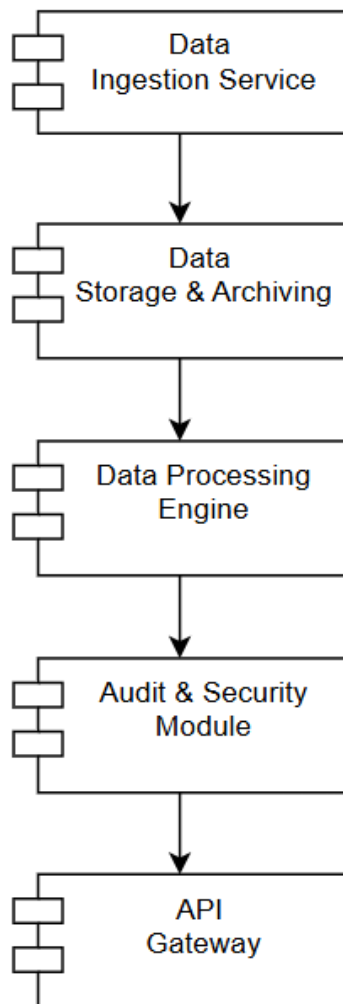 Data
Ingestion Service
Data
Storage & Archiving
Data Processing
Engine
Audit & Security
Module
API
Gateway